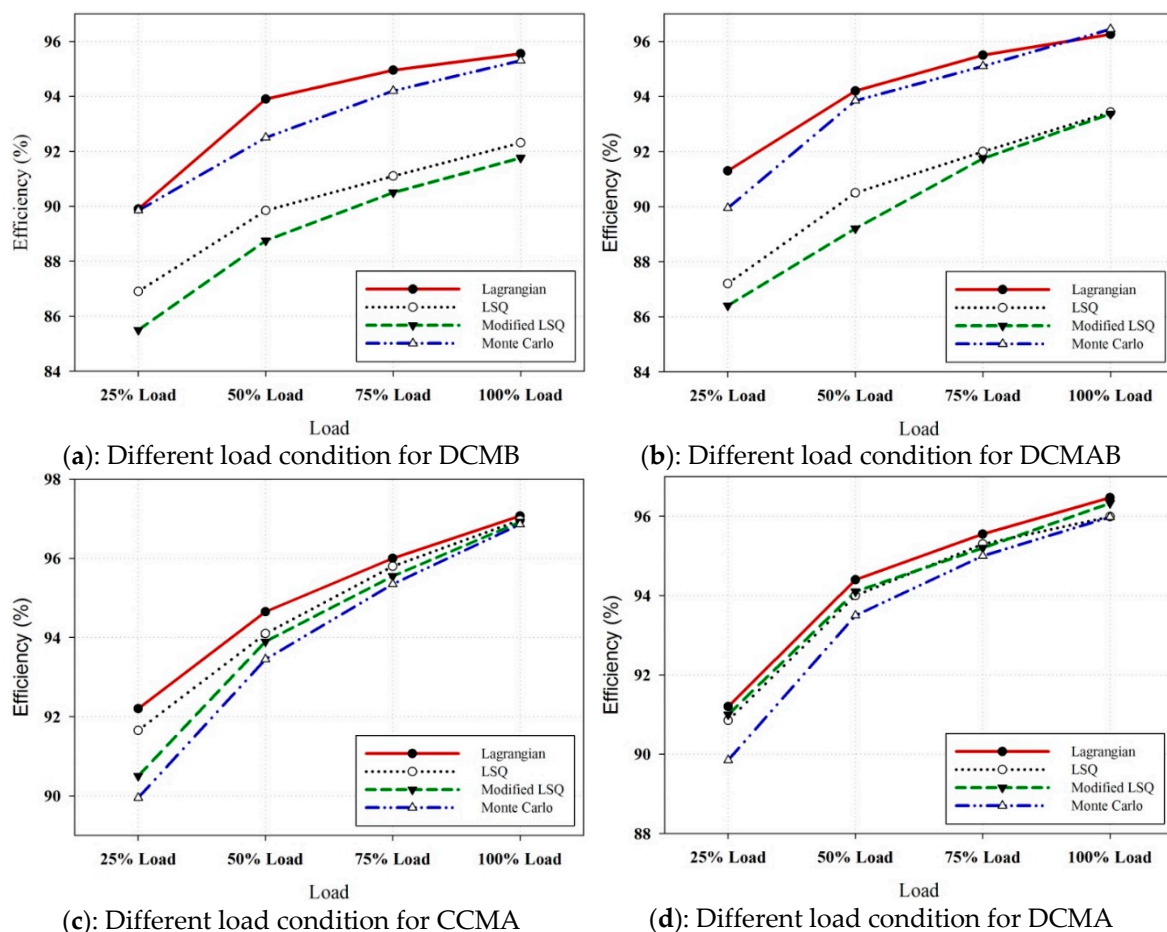 96
94
92
90
88
86
84
Efficiency (%)
Lagrangian
LSQ
Modified LSQ
Monte Carlo
25% Load
50% Load
75% Load
100% Load
Load
(a): Different load condition for DCMB
96
94
92
90
88
86
84
Efficiency (%)
Lagrangian
LSQ
Modified LSQ
Monte Carlo
25% Load
50% Load
75% Load
100% Load
Load
(b): Different load condition for DCMAB
98
96
94
92
90
Efficiency (%)
Lagrangian
LSQ
Modified LSQ
Monte Carlo
25% Load
50% Load
75% Load
100% Load
Load
(c): Different load condition for CCMA
96
94
92
90
88
Efficiency (%)
Lagrangian
LSQ
Modified LSQ
Monte Carlo
25% Load
50% Load
75% Load
100% Load
Load
(d): Different load condition for DCMA